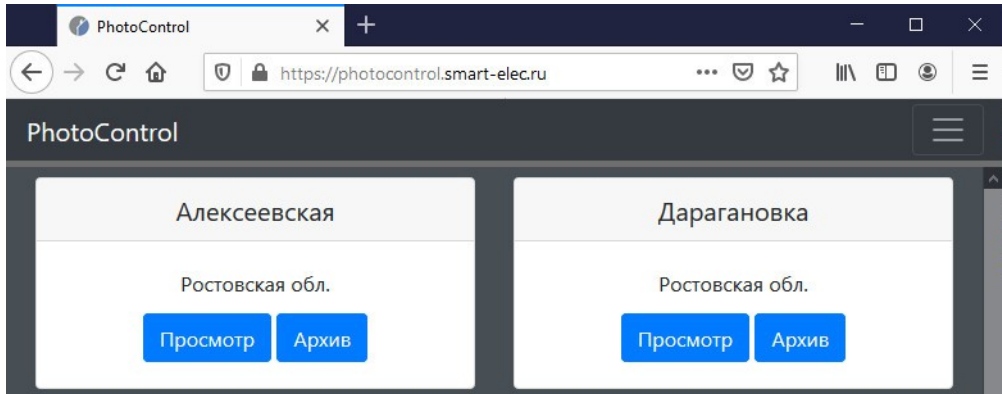 PhotoControl
https://photocontrol.smart-elec.ru
PhotoControl
Алексеевская
Ростовская обл.
Просмотр Архив
Дарагановка
Ростовская обл.
Просмотр Архив